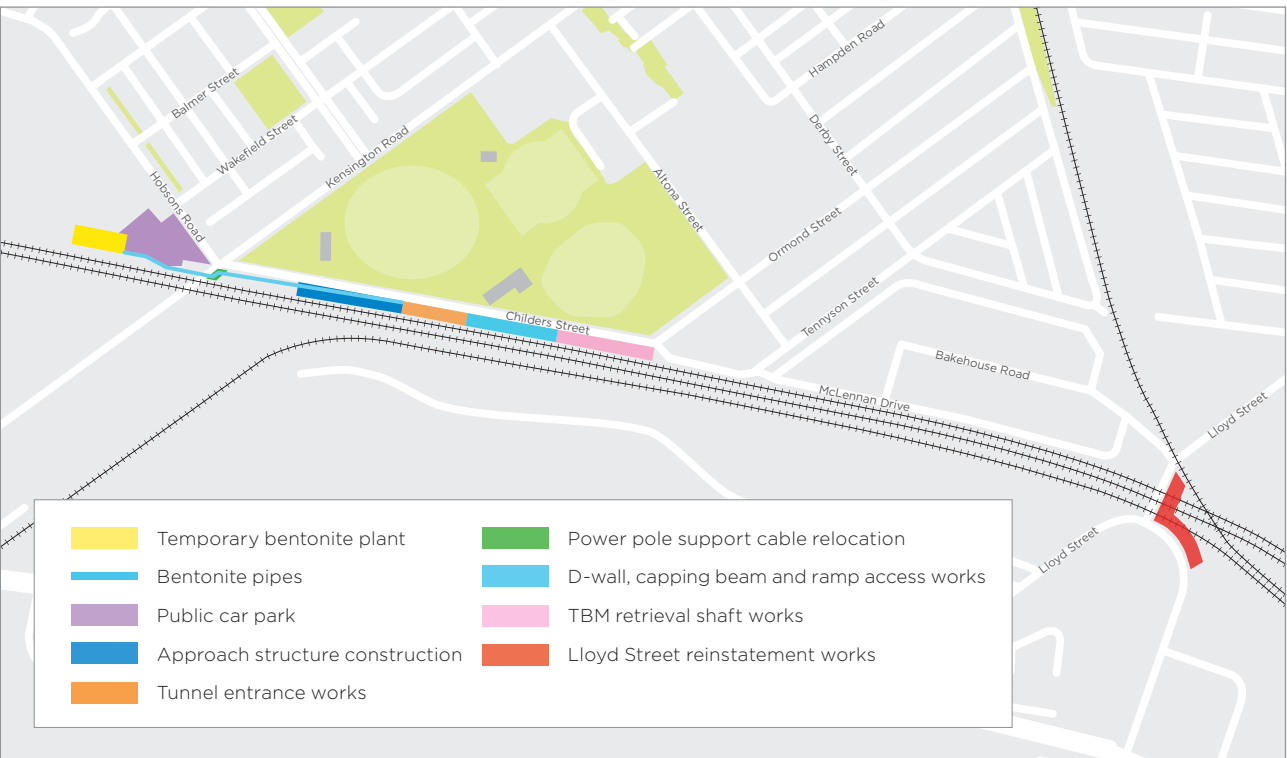 Hampden Road
Balmer Street
Wakefield Street
Kensington Road
Derby Street
Hobsons Road
Altona Street
Ormond Street
Tennyson Street
Childers Street
Bakehouse Road
McLennan Drive
Lloyd Street
Lloyd Street
Temporary bentonite plant
Bentonite pipes
Public car park
Approach structure construction
Tunnel entrance works
Power pole support cable relocation
D-wall, capping beam and ramp access works
TBM retrieval shaft works
Lloyd Street reinstatement works